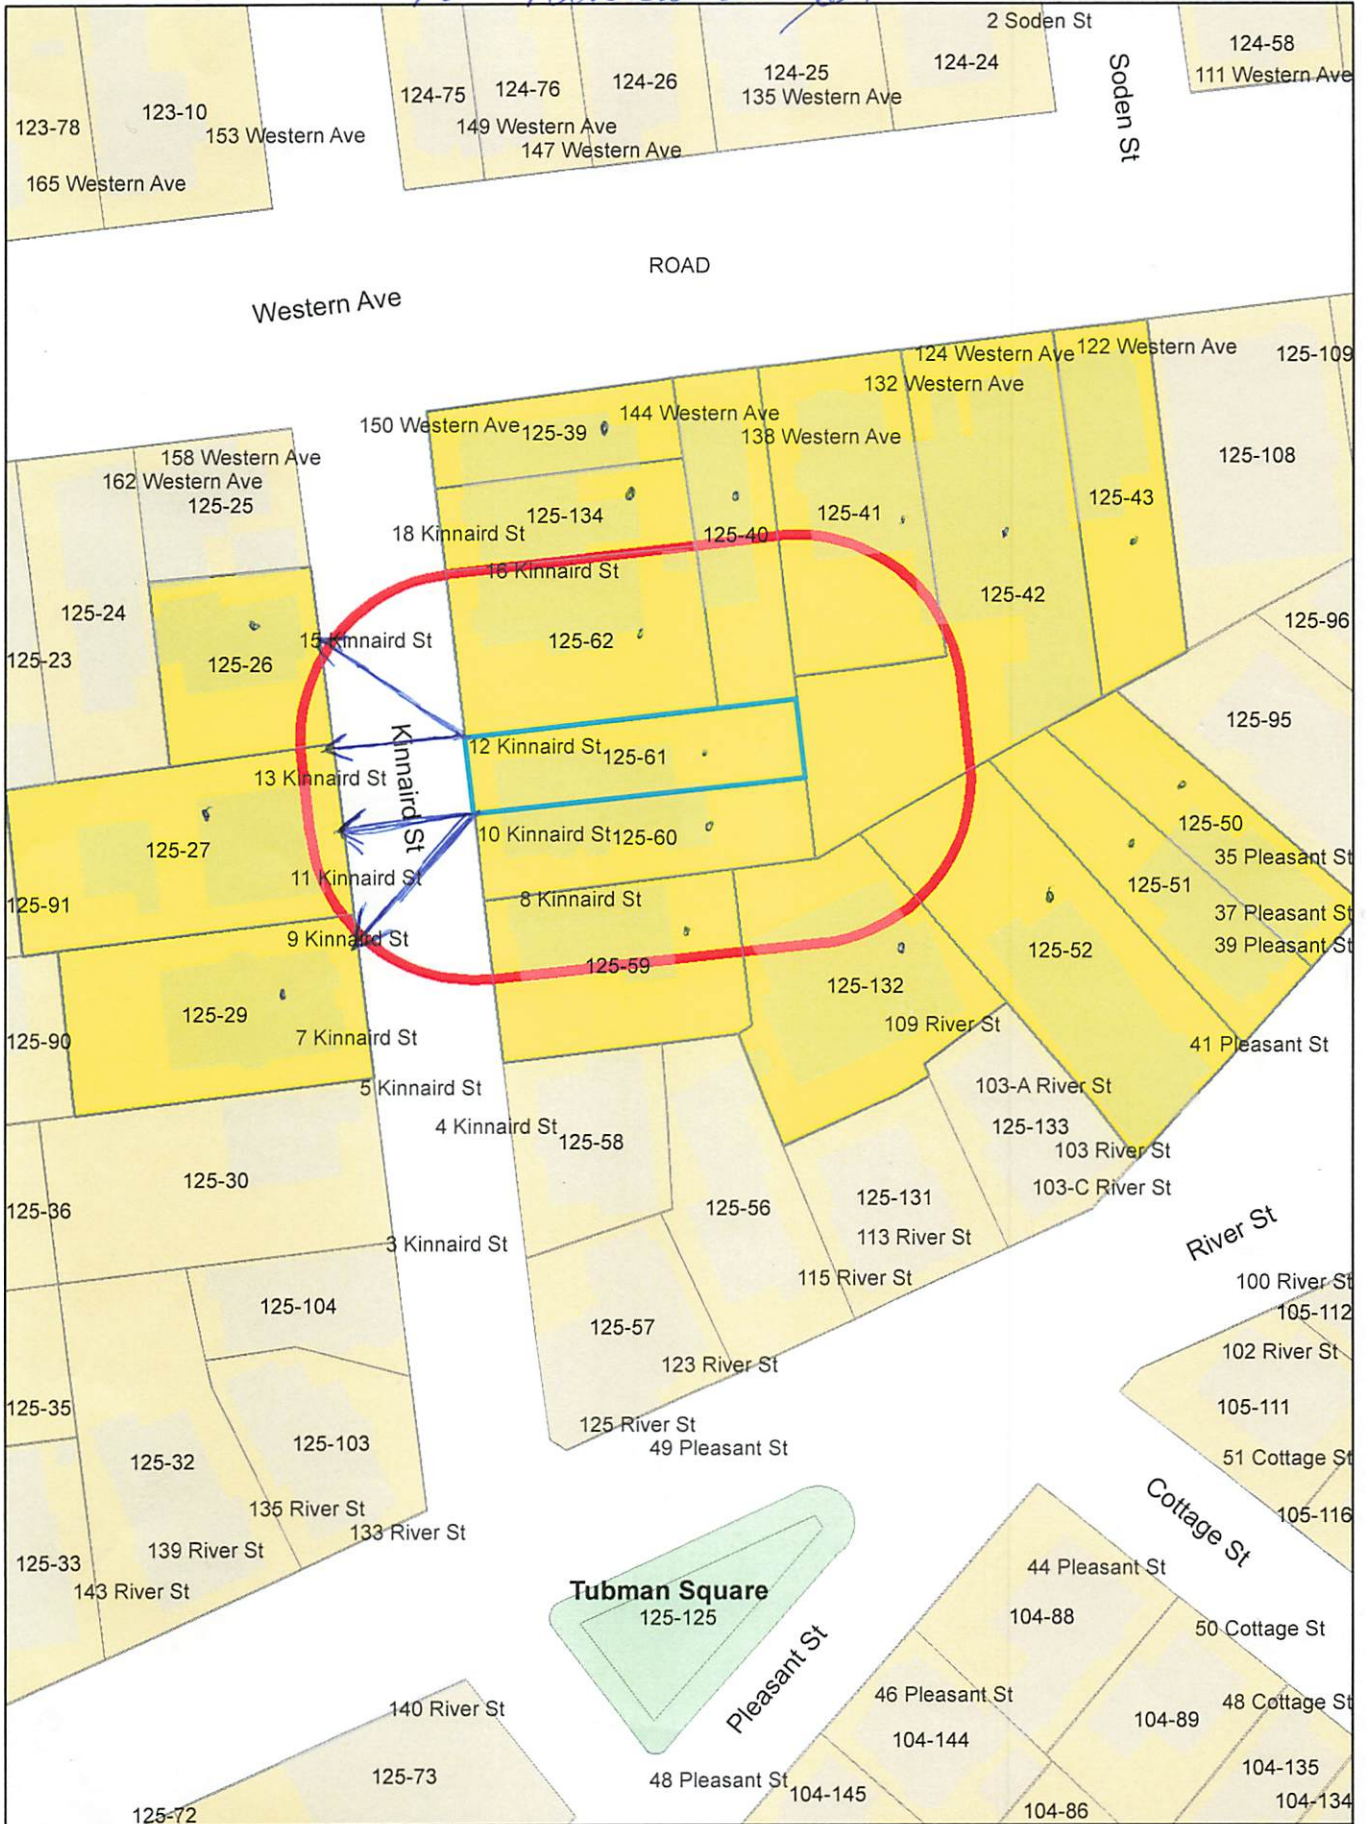 2 Soden St
124-58
111 Western Ave
Soden St
124-24
124-25
135 Western Ave
124-26
124-76
124-75
149 Western Ave
147 Western Ave
123-10
153 Western Ave
123-78
165 Western Ave
ROAD
Western Ave
124 Western Ave
122 Western Ave
125-109
132 Western Ave
144 Western Ave
150 Western Ave
125-39
138 Western Ave
158 Western Ave
162 Western Ave
125-25
125-108
125-43
125-134
125-41
125-40
18 Kinnaird St
16 Kinnaird St
125-42
125-24
125-96
15 Kinnaird St
125-62
125-23
125-26
125-95
Kinnaird St
12 Kinnaird St
125-61
13 Kinnaird St
125-50
10 Kinnaird St
125-60
125-27
35 Pleasant St
11 Kinnaird St
125-51
8 Kinnaird St
125-91
37 Pleasant St
9 Kinnaird St
39 Pleasant St
125-52
125-59
125-132
125-29
109 River St
7 Kinnaird St
125-90
41 Pleasant St
5 Kinnaird St
103-A River St
4 Kinnaird St
125-133
125-58
103 River St
125-30
103-C River St
125-131
125-56
125-36
113 River St
River St
3 Kinnaird St
115 River St
100 River St
125-104
105-112
125-57
102 River St
123 River St
125-35
105-111
125 River St
49 Pleasant St
125-103
51 Cottage St
125-32
Cottage St
135 River St
105-116
133 River St
139 River St
125-33
44 Pleasant St
143 River St
Tubman Square
125-125
104-88
50 Cottage St
Pleasant St
46 Pleasant St
48 Cottage St
140 River St
104-89
104-144
125-73
48 Pleasant St
104-135
104-145
104-134
104-86
125-72